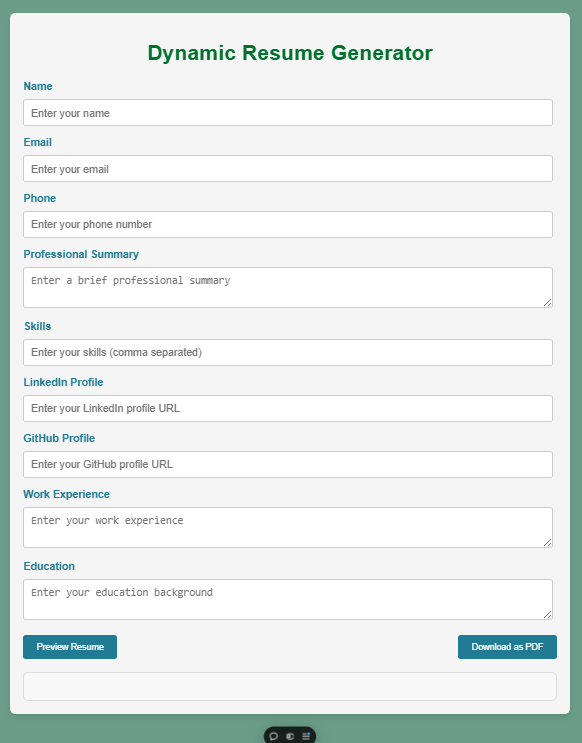 Dynamic Resume Generator
Name
Enter your name
Email
Enter your email
Phone
Enter your phone number
Professional Summary
Enter a brief professional summary
Skills
Enter your skills (comma separated)
LinkedIn Profile
Enter your LinkedIn profile URL
GitHub Profile
Enter your GitHub profile URL
Work Experience
Enter your work experience
Education
Enter your education background
Preview Resume
Download as PDF